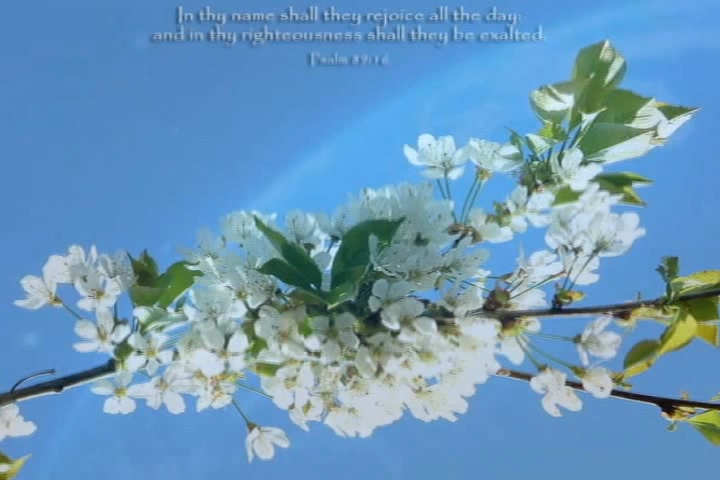 In thy name shall they rejoice all the day:
and in thy righteousness shall they be exalted.
Psalm 89:16